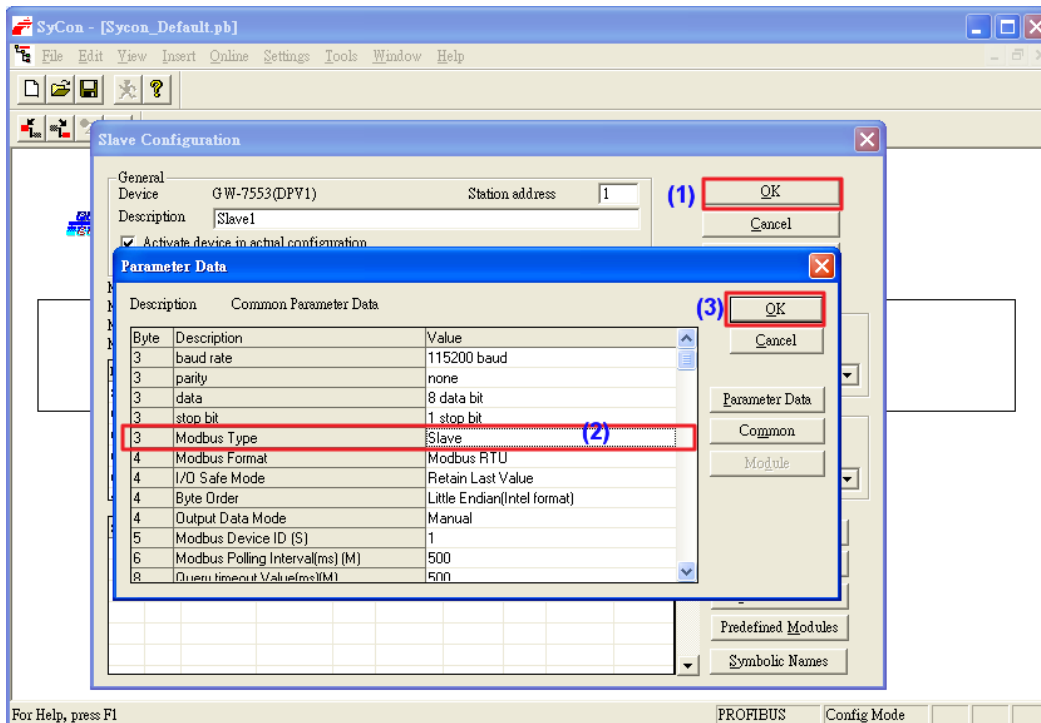 SyCon - [Sycon_Default.pb]
File Edit View Insert Online Settings Tools Window Help
Slave Configuration
General
Device GW-7553(DPV1) Station address 1
(1) OK
Description Slave1
Cancel
Activate device in actual configuration
Parameter Data
Description Common Parameter Data
(3) OK
Cancel
Byte Description Value
3 baud rate 115200 baud
3 parity none
3 data 8 data bit
3 stop bit 1 stop bit
3 Modbus Type Slave (2)
4 Modbus Format Modbus RTU
4 I/O Safe Mode Retain Last Value
4 Byte Order Little Endian(Intel format)
4 Output Data Mode Manual
5 Modbus Device ID (S) 1
6 Modbus Polling Interval(ms) (M) 500
8 Query timeout Value(ms)(M) 500
Parameter Data
Common
Module
Predefined Modules
Symbolic Names
For Help, press F1 PROFIBUS Config Mode